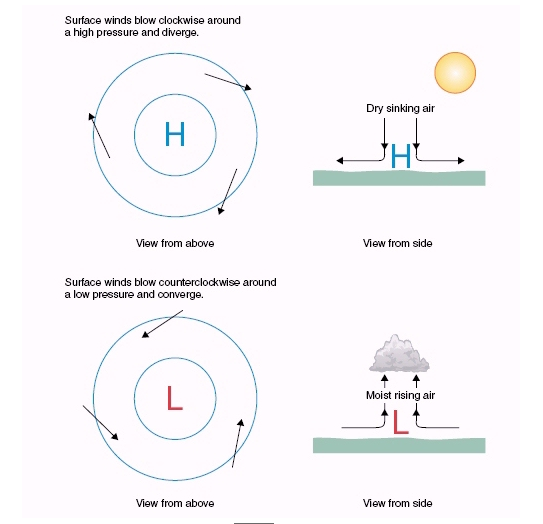 Surface winds blow clockwise around
a high pressure and diverge.
H
Dry sinking air
H
View from above
View from side
Surface winds blow counterclockwise around
a low pressure and converge.
L
Moist rising air
L
View from above
View from side